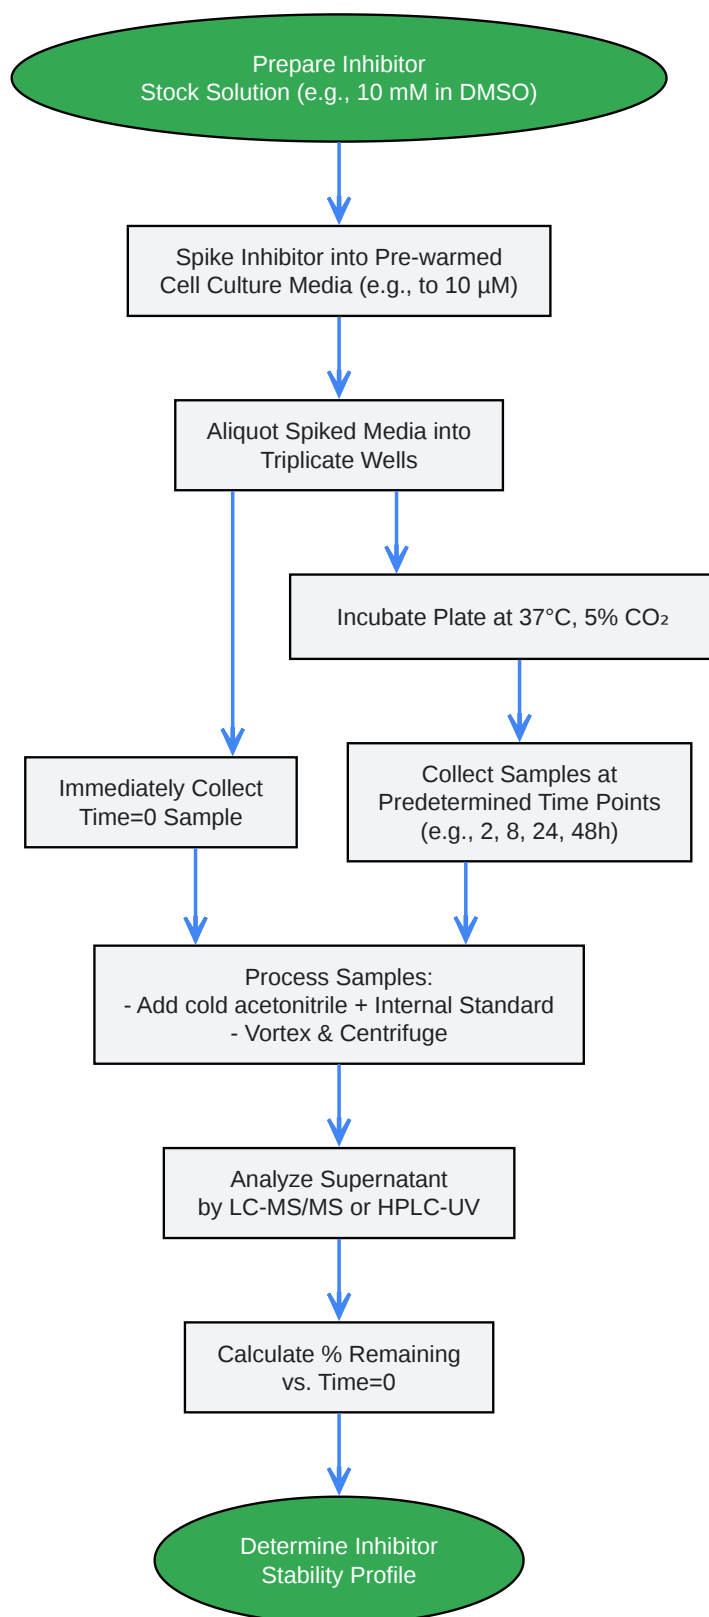 Prepare Inhibitor
Stock Solution (e.g., 10 mM in DMSO)
Spike Inhibitor into Pre-warmed
Cell Culture Media (e.g., to 10 µM)
Aliquot Spiked Media into
Triplicate Wells
Incubate Plate at 37°C, 5% CO₂
Immediately Collect
Time=0 Sample
Collect Samples at
Predetermined Time Points
(e.g., 2, 8, 24, 48h)
Process Samples:
- Add cold acetonitrile + Internal Standard
- Vortex & Centrifuge
Analyze Supernatant
by LC-MS/MS or HPLC-UV
Calculate % Remaining
vs. Time=0
Determine Inhibitor
Stability Profile